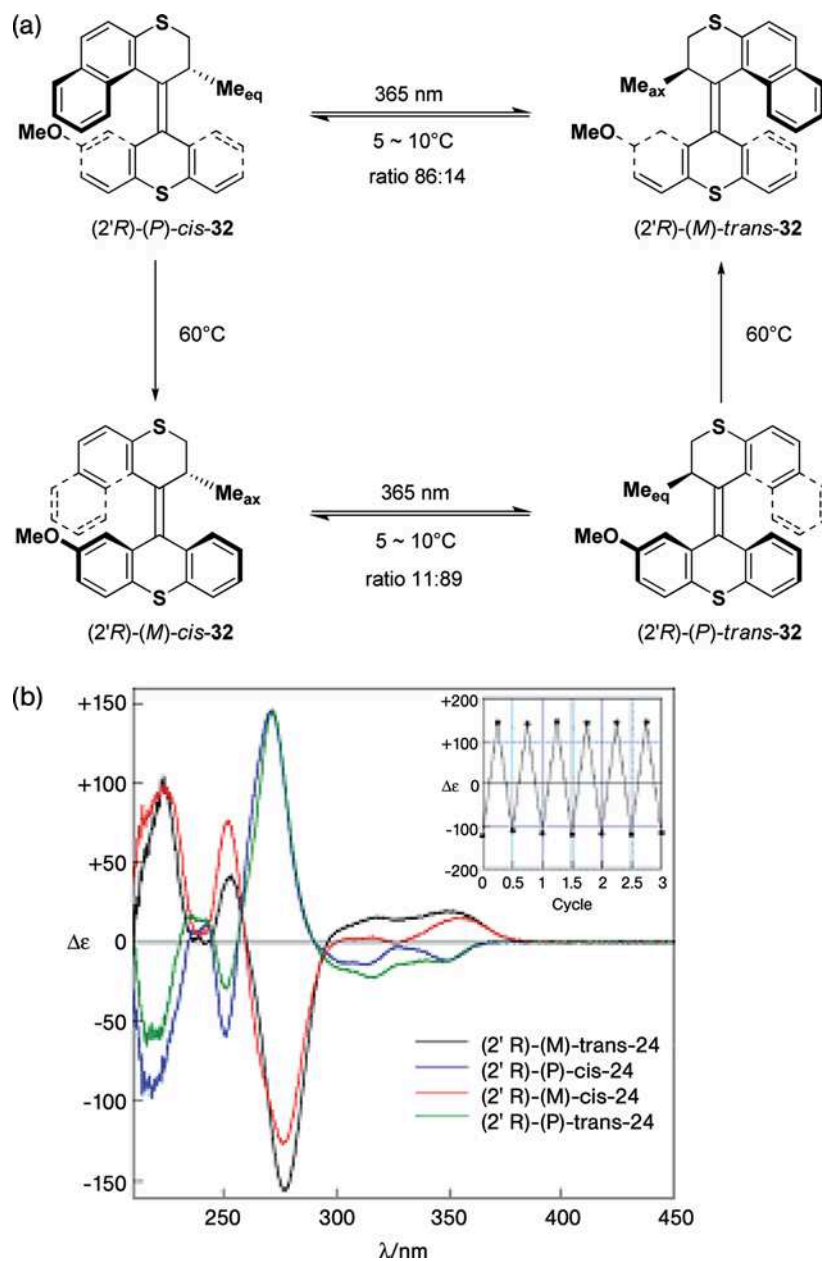 (a)
S
Me_eq
MeO
S
(2'R)-(P)-cis-32
365 nm
5 ~ 10°C
ratio 86:14
S
Me_ax
MeO
S
(2'R)-(M)-trans-32
60°C
60°C
S
Me_ax
MeO
S
(2'R)-(M)-cis-32
365 nm
5 ~ 10°C
ratio 11:89
S
Me_eq
MeO
S
(2'R)-(P)-trans-32
(b)
+150
+100
+50
0
-50
-100
-150
Δε
250
300
350
400
450
λ/nm
+200
+100
0
-100
-200
Δε
0
0.5
1
1.5
2
2.5
3
Cycle
(2' R)-(M)-trans-24
(2' R)-(P)-cis-24
(2' R)-(M)-cis-24
(2' R)-(P)-trans-24